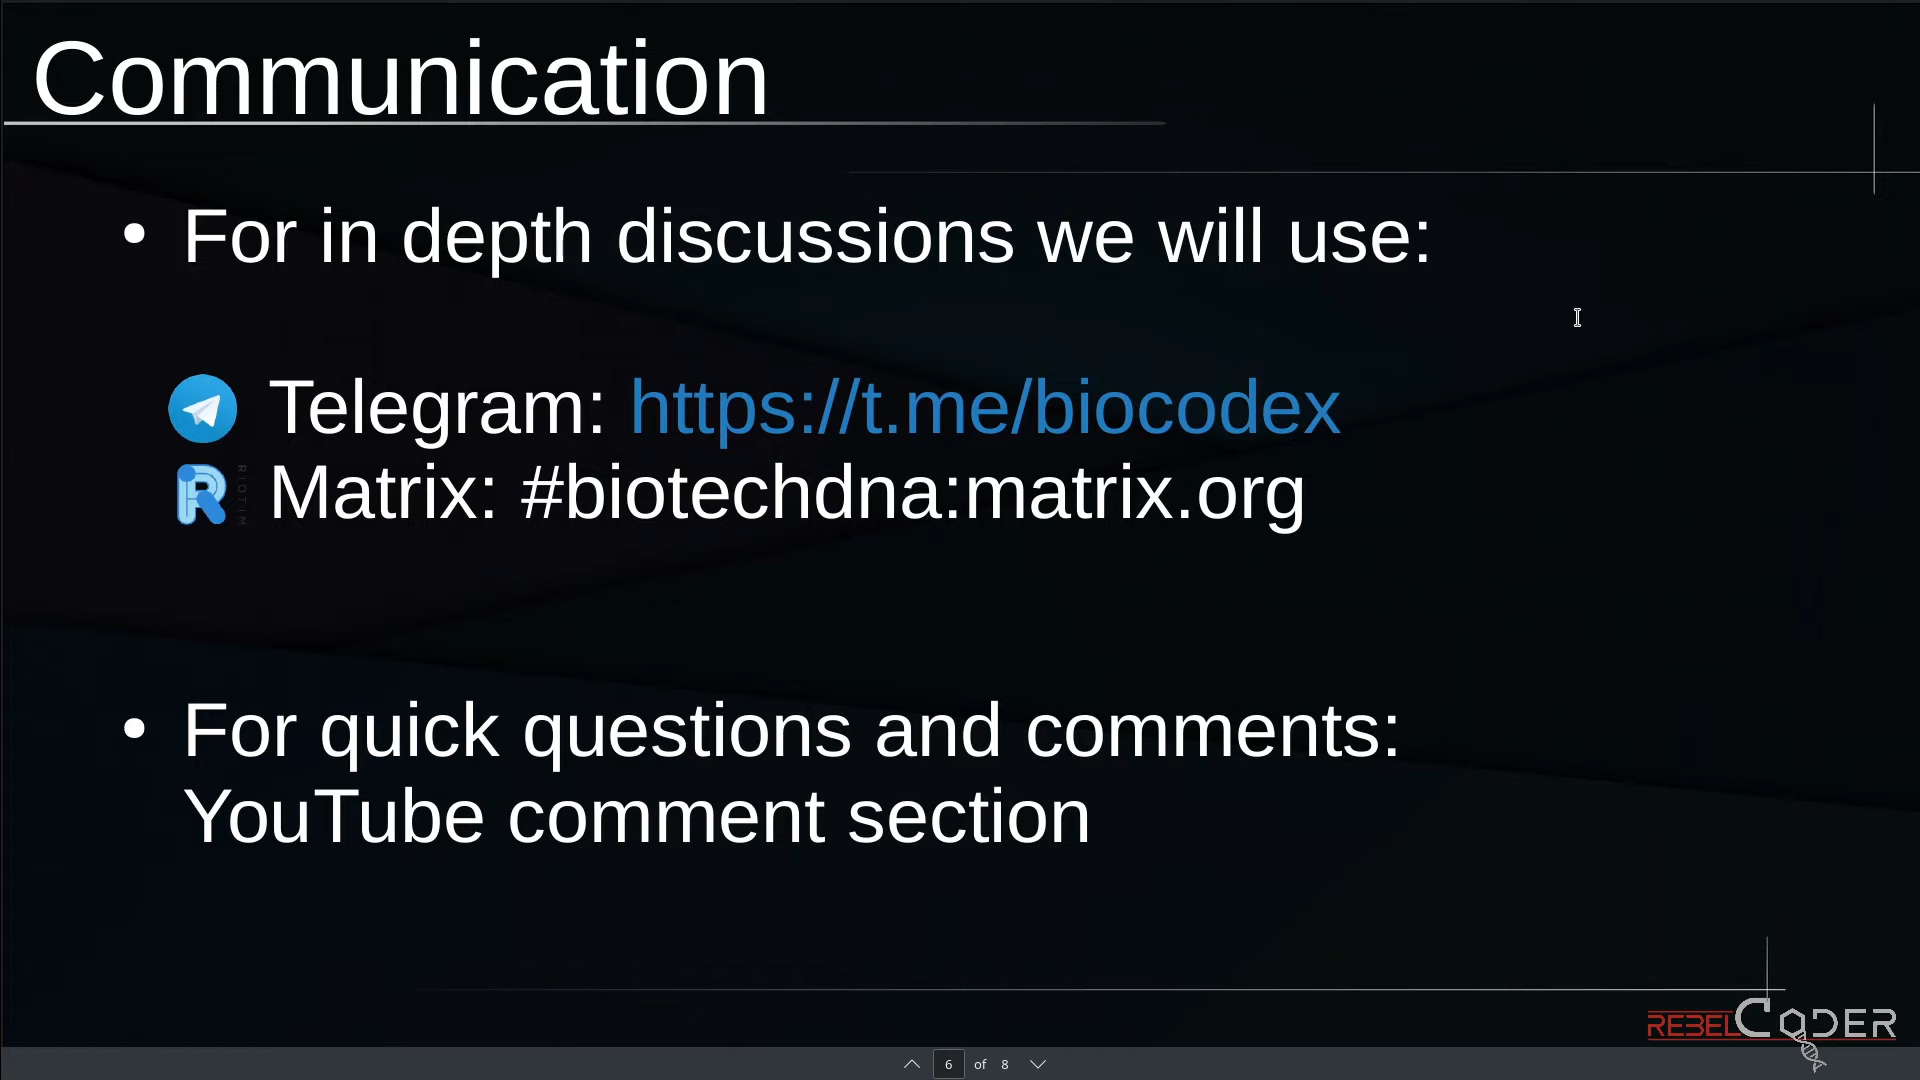 Communication
• For in depth discussions we will use:
Telegram: https://t.me/biocodex
RIOTIM
Matrix: #biotechdna:matrix.org
• For quick questions and comments:
YouTube comment section
REBELCODER
6 of 8